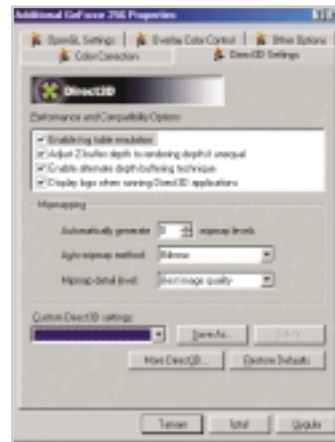 Additional GeForce 256 Properties
OpenGL Settings
Overlay Color Control
Other Options
Color Correction
Direct3D Settings
Direct3D
Performance and Compatibility Options
Enable fog table emulation
Adjust Z-buffer depth to rendering depth if unequal
Enable alternate depth buffering technique
Display logo when running Direct3D applications
Mipmapping
Automatically generate
mipmap levels
Auto mipmap method
Bilinear
Mipmap detail level
Best image quality
Custom Direct3D settings:
Save As...
More Direct3D...
Restore Defaults
Tamam
İptal
Uygula